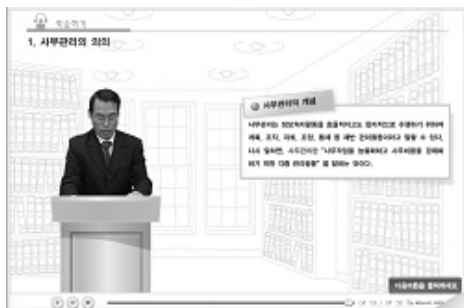 학습하기
1. 사무관리의 의의
사무관리의 개념
사무관리는 정보처리활동을 효율적이고도 합리적으로 수행하기 위하여
계획, 조직, 지휘, 조정, 통제 등 제반 관리활동이라고 말할 수 있다.
다시 말하면, 사무관리란 "사무작업을 능률화하고 사무비용을 경제화
하기 위한 각종 관리활동" 을 말하는 것이다.
다음버튼을 클릭하세요